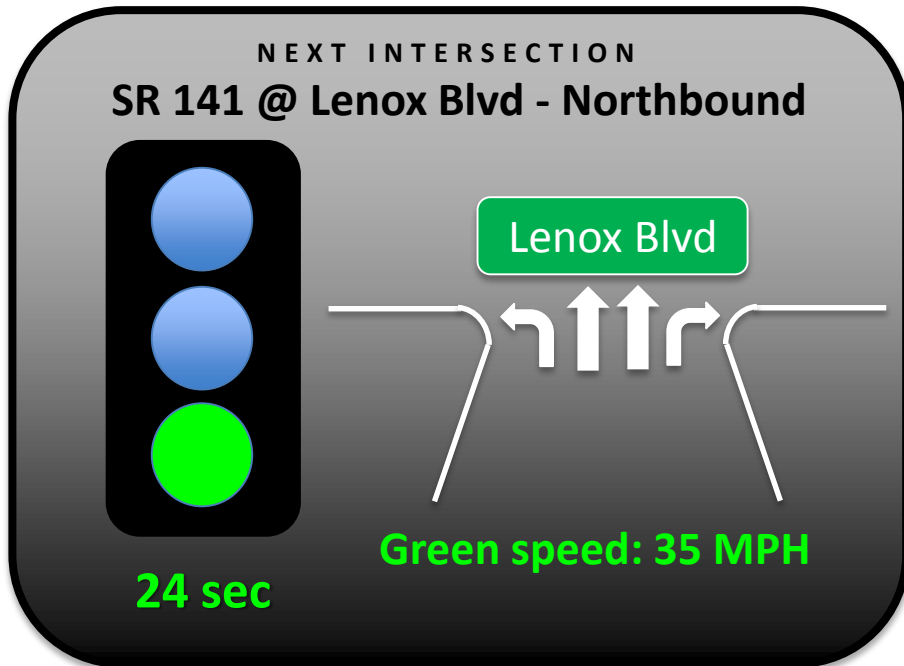 NEXT INTERSECTION
SR 141 @ Lenox Blvd - Northbound
Lenox Blvd
Green speed: 35 MPH
24 sec